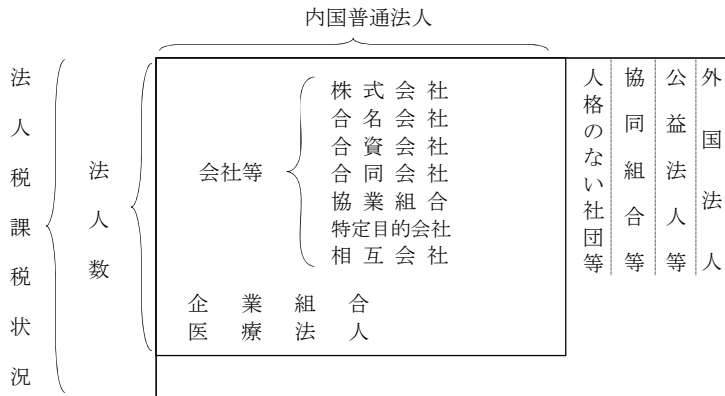 内国普通法人
法人税課税状況
法人数
会社等
株式会社
合名会社
合資会社
合同会社
協業組合
特定目的会社
相互会社
企業組合
医療法人
人格のない社団等
協同組合等
公益法人等
外国法人